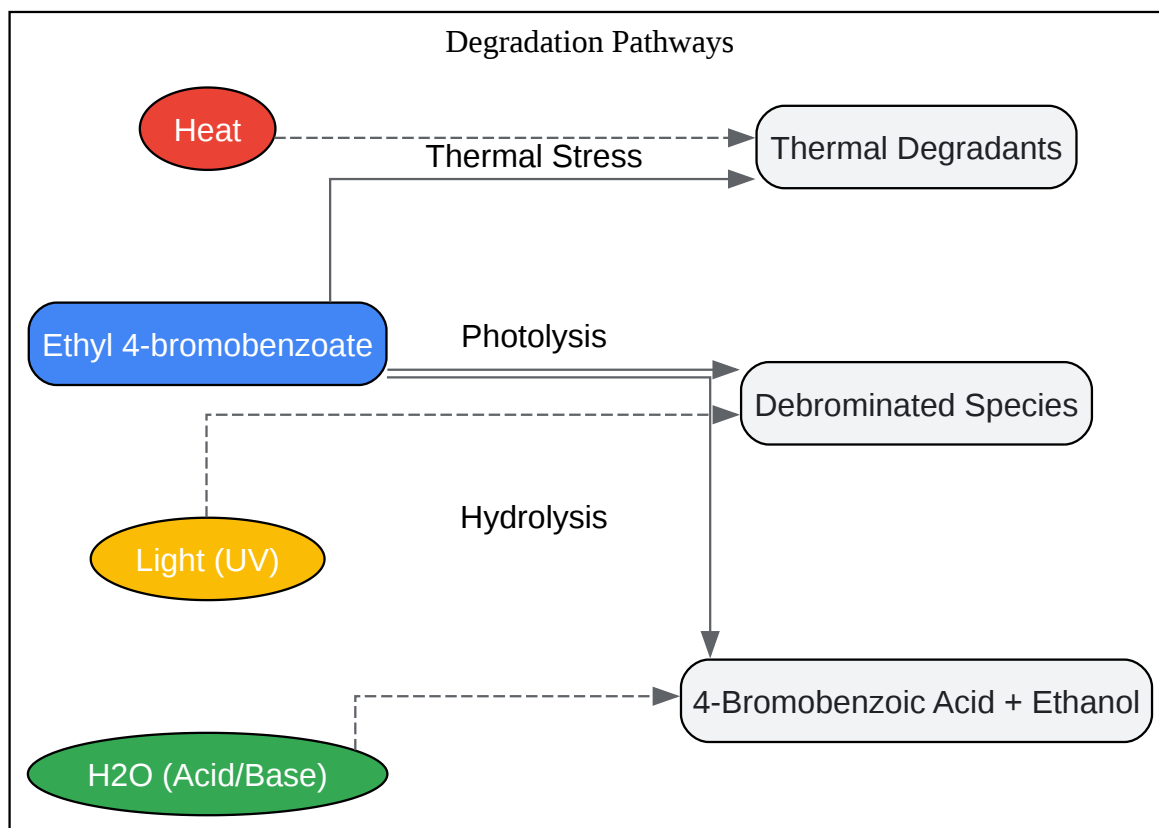 Degradation Pathways
Heat
Thermal Stress
Thermal Degradants
Ethyl 4-bromobenzoate
Photolysis
Debrominated Species
Hydrolysis
Light (UV)
4-Bromobenzoic Acid + Ethanol
H2O (Acid/Base)